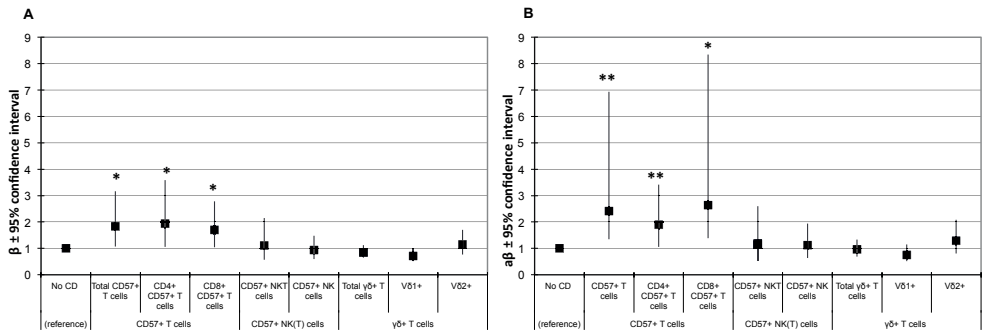 A
β ± 95% confidence interval
9
8
7
6
5
4
3
2
1
0
*
*
*
No CD
Total CD57+
T cells
CD4+
CD57+ T
cells
CD8+
CD57+ T
cells
CD57+ NKT
cells
CD57+ NK
cells
Total γδ+ T
cells
Vδ1+
Vδ2+
(reference)
CD57+ T cells
CD57+ NK(T) cells
γδ+ T cells
B
aβ ± 95% confidence interval
9
8
7
6
5
4
3
2
1
0
**
**
*
No CD
CD57+ T
cells
CD4+
CD57+ T
cells
CD8+
CD57+ T
cells
CD57+ NKT
cells
CD57+ NK
cells
Total γδ+ T
cells
Vδ1+
Vδ2+
(reference)
CD57+ T cells
CD57+ NK(T) cells
γδ+ T cells